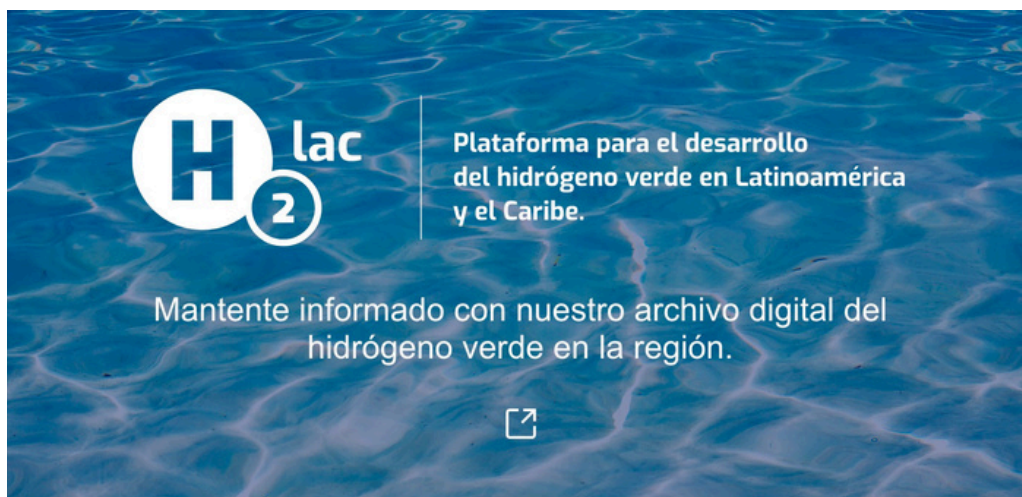 H2 lac
Plataforma para el desarrollo
del hidrógeno verde en Latinoamérica
y el Caribe.
Mantente informado con nuestro archivo digital del
hidrógeno verde en la región.